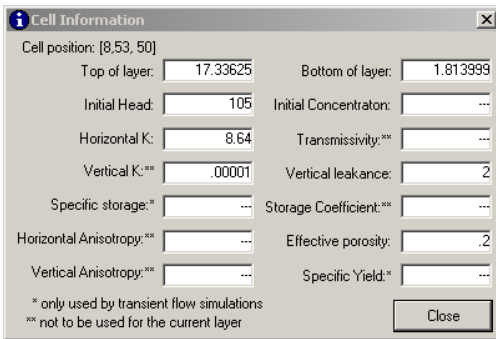 Cell Information
Cell position: [8,53, 50]
Top of layer: 17.33625 Bottom of layer: 1.813999
Initial Head: 105 Initial Concentraton: ---
Horizontal K: 8.64 Transmissivity:** ---
Vertical K:** .00001 Vertical leakance: 2
Specific storage:* --- Storage Coefficient:** ---
Horizontal Anisotropy:** --- Effective porosity: .2
Vertical Anisotropy:** --- Specific Yield:* ---
* only used by transient flow simulations
** not to be used for the current layer
Close